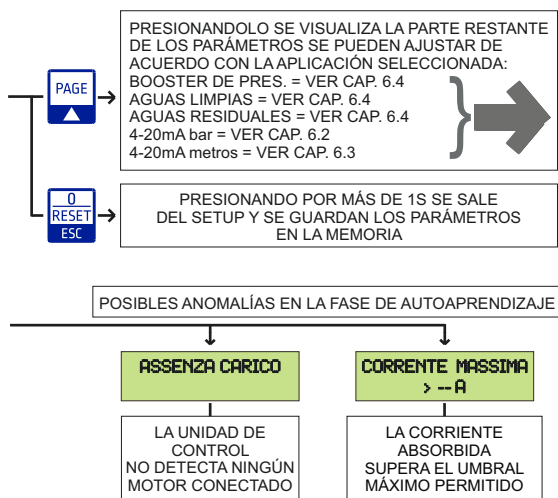 PRESIONANDOLO SE VISUALIZA LA PARTE RESTANTE
DE LOS PARÁMETROS SE PUEDEN AJUSTAR DE
ACUERDO CON LA APLICACIÓN SELECCIONADA:
BOOSTER DE PRES. = VER CAP. 6.4
AGUAS LIMPIAS = VER CAP. 6.4
AGUAS RESIDUALES = VER CAP. 6.4
4-20mA bar = VER CAP. 6.2
4-20mA metros = VER CAP. 6.3
PAGE
0
RESET
ESC
PRESIONANDO POR MÁS DE 1S SE SALE
DEL SETUP Y SE GUARDAN LOS PARÁMETROS
EN LA MEMORIA
POSIBLES ANOMALÍAS EN LA FASE DE AUTOAPRENDIZAJE
ASSENZA CARICO
LA UNIDAD DE
CONTROL
NO DETECTA NINGÚN
MOTOR CONECTADO
CORRENTE MASSIMA
> --A
LA CORRIENTE
ABSORBIDA
SUPERA EL UMBRAL
MÁXIMO PERMITIDO